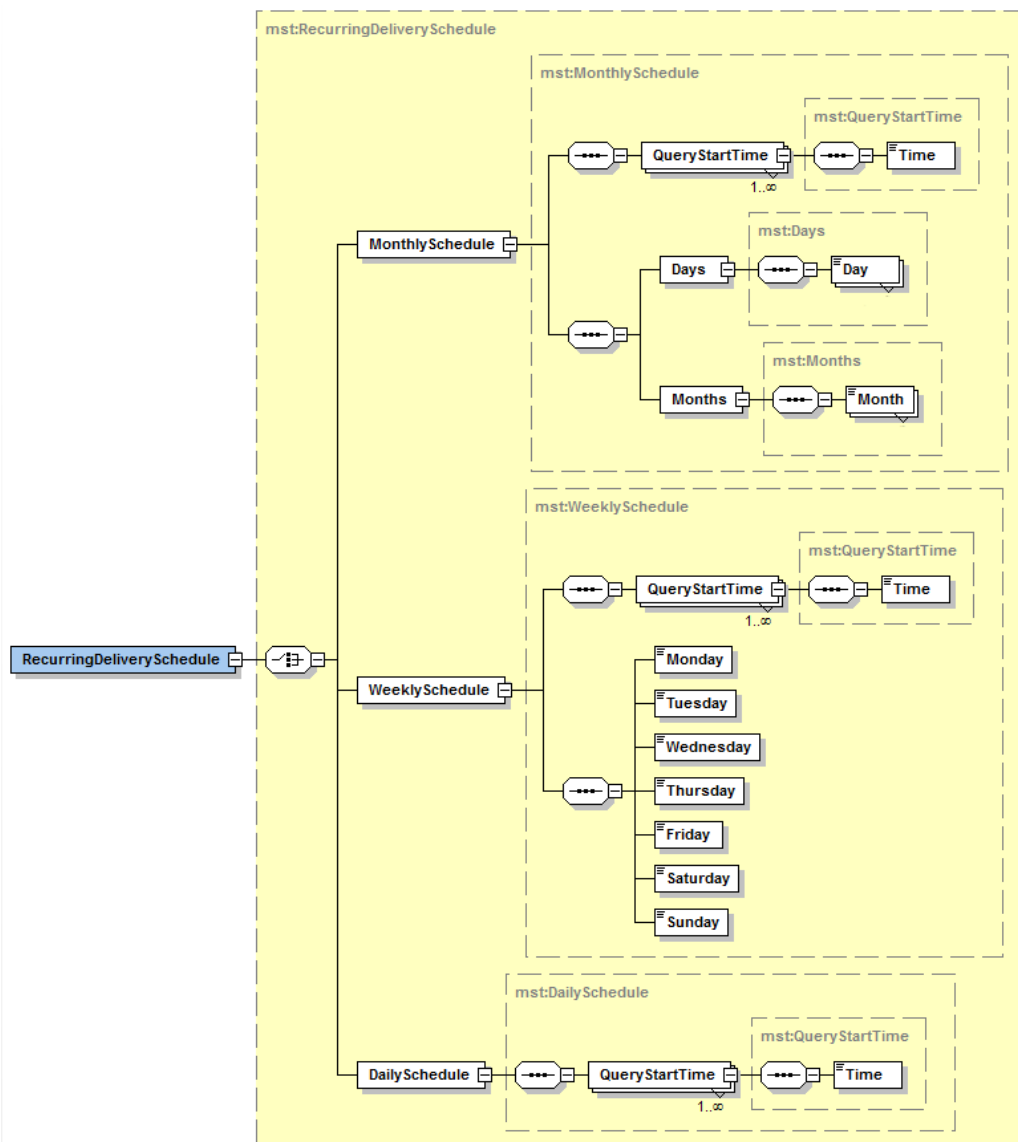 mst:RecurringDeliverySchedule
mst:MonthlySchedule
mst:QueryStartTime
QueryStartTime
Time
1..∞
mst:Days
MonthlySchedule
Days
Day
mst:Months
Months
Month
mst:WeeklySchedule
mst:QueryStartTime
QueryStartTime
Time
1..∞
RecurringDeliverySchedule
Monday
WeeklySchedule
Tuesday
Wednesday
Thursday
Friday
Saturday
Sunday
mst:DailySchedule
mst:QueryStartTime
DailySchedule
QueryStartTime
Time
1..∞